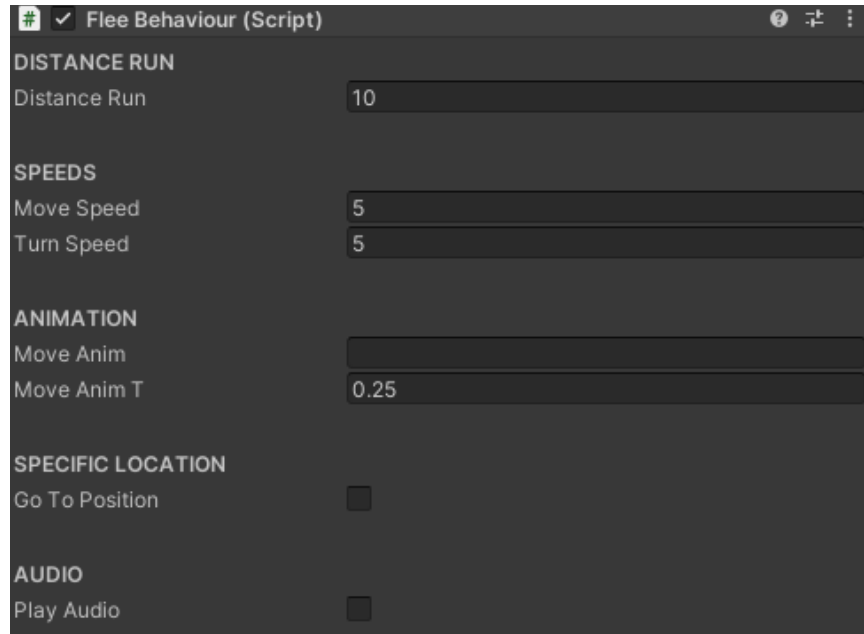 Flee Behaviour (Script)
DISTANCE RUN
Distance Run 10
SPEEDS
Move Speed 5
Turn Speed 5
ANIMATION
Move Anim
Move Anim T 0.25
SPECIFIC LOCATION
Go To Position
AUDIO
Play Audio